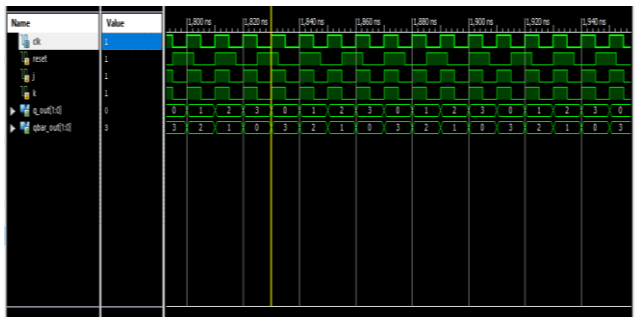 Name Value 1,800 ns 1,820 ns 1,840 ns 1,860 ns 1,880 ns 1,900 ns 1,920 ns 1,940 ns
clk 1
reset 1
j 1
k 1
q_out[1:0] 0 0 1 2 3 0 1 2 3 0 1 2 3 0 1 2 3 0
qbar_out[1:0] 3 3 2 1 0 3 2 1 0 3 2 1 0 3 2 1 0 3